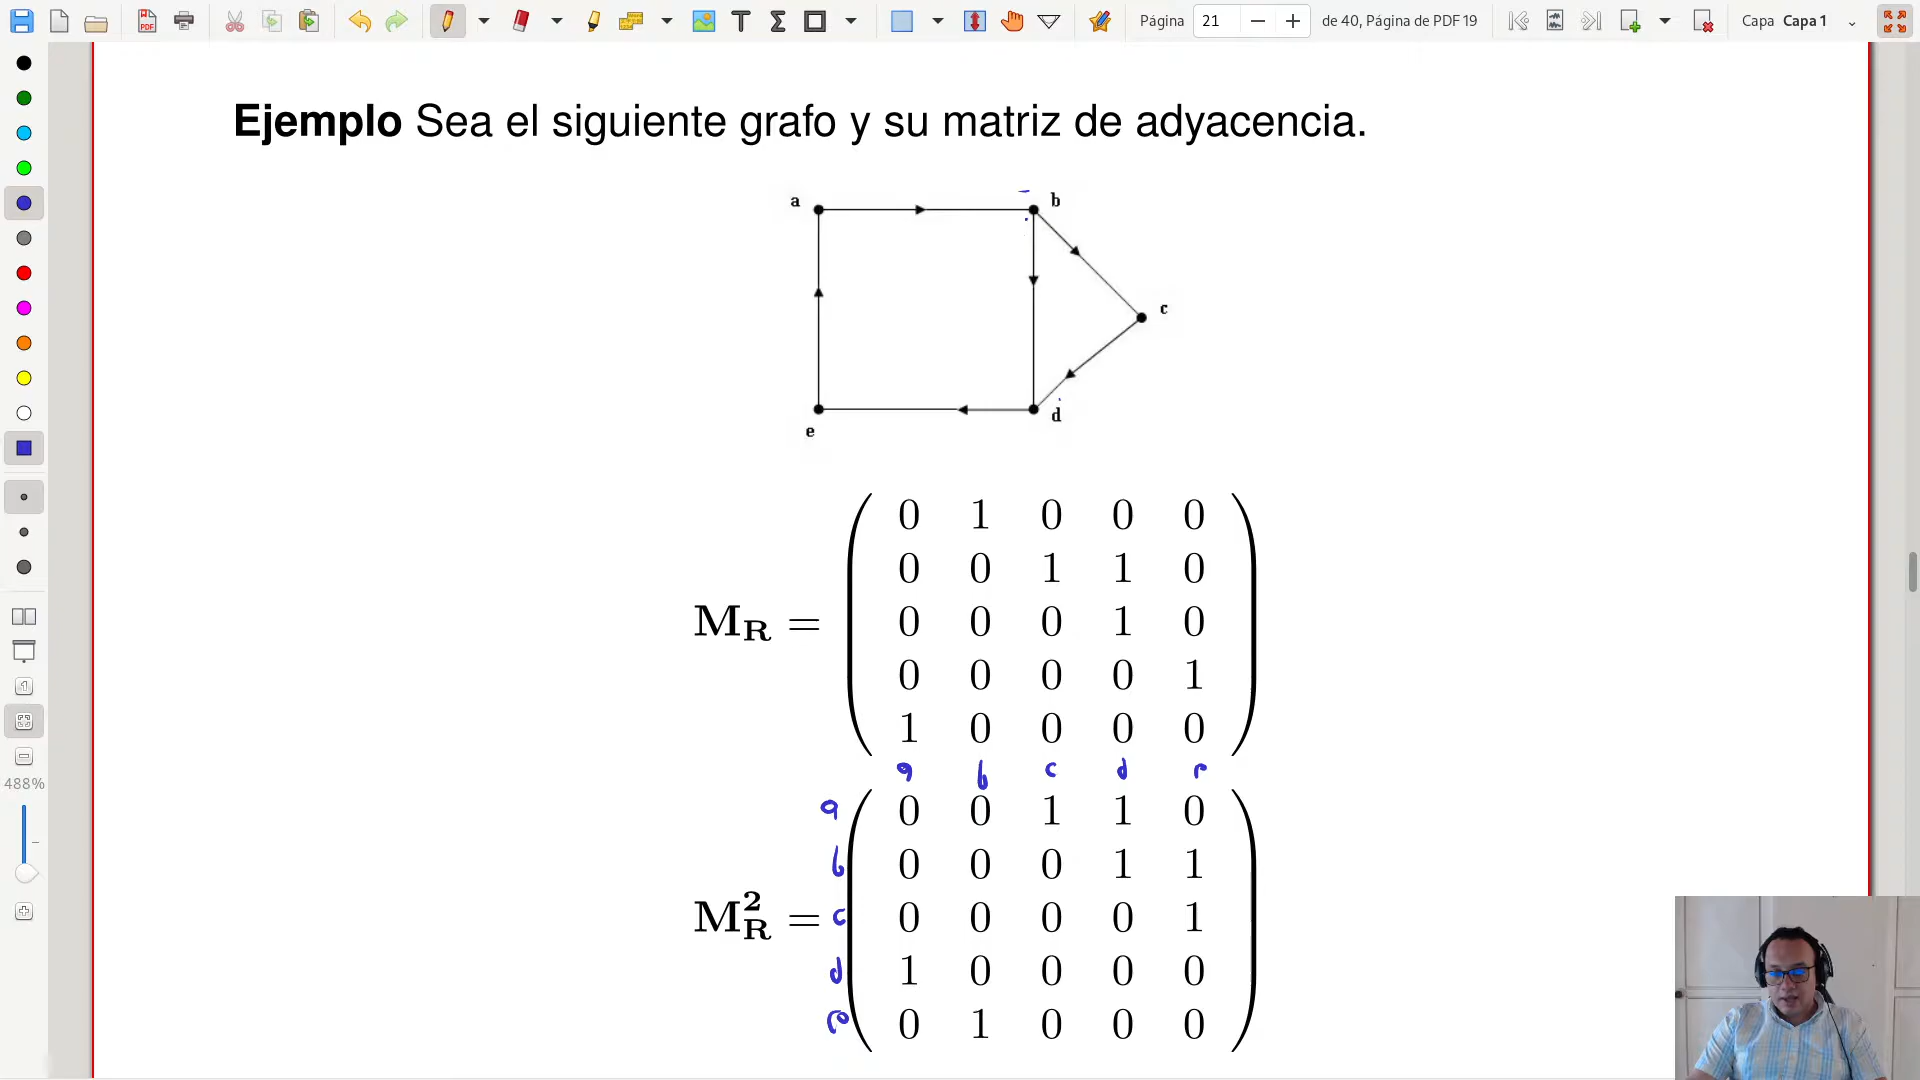 Página 21 de 40, Página de PDF 19 Capa Capa 1
Ejemplo Sea el siguiente grafo y su matriz de adyacencia.
a b
c
e d
0 1 0 0 0
0 0 1 1 0
M_R = 0 0 0 1 0
0 0 0 0 1
1 0 0 0 0
a b c d e
a 0 0 1 1 0
b 0 0 0 1 1
M_R^2 = c 0 0 0 0 1
d 1 0 0 0 0
e 0 1 0 0 0
488%